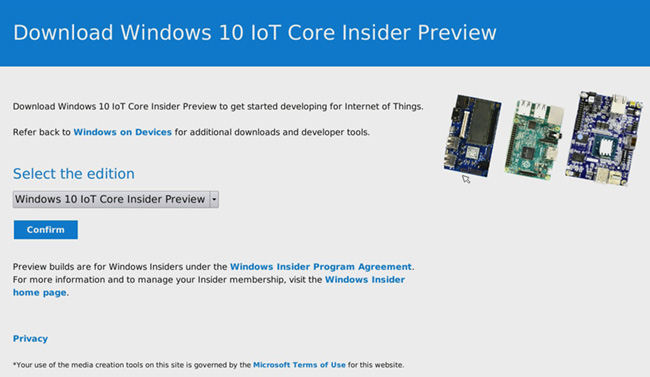 Download Windows 10 IoT Core Insider Preview
Download Windows 10 IoT Core Insider Preview to get started developing for Internet of Things.
Refer back to Windows on Devices for additional downloads and developer tools.
Select the edition
Windows 10 IoT Core Insider Preview
Confirm
Preview builds are for Windows Insiders under the Windows Insider Program Agreement.
For more information and to manage your Insider membership, visit the Windows Insider
home page.
Privacy
*Your use of the media creation tools on this site is governed by the Microsoft Terms of Use for this website.